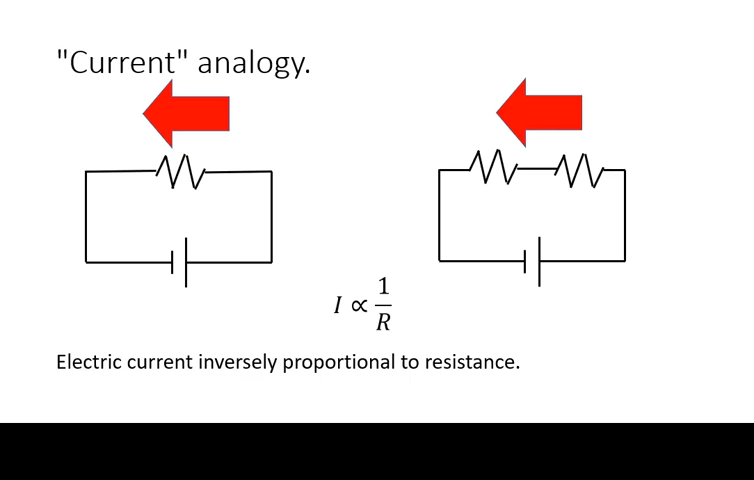 "Current" analogy.
I ∝ 1/R
Electric current inversely proportional to resistance.